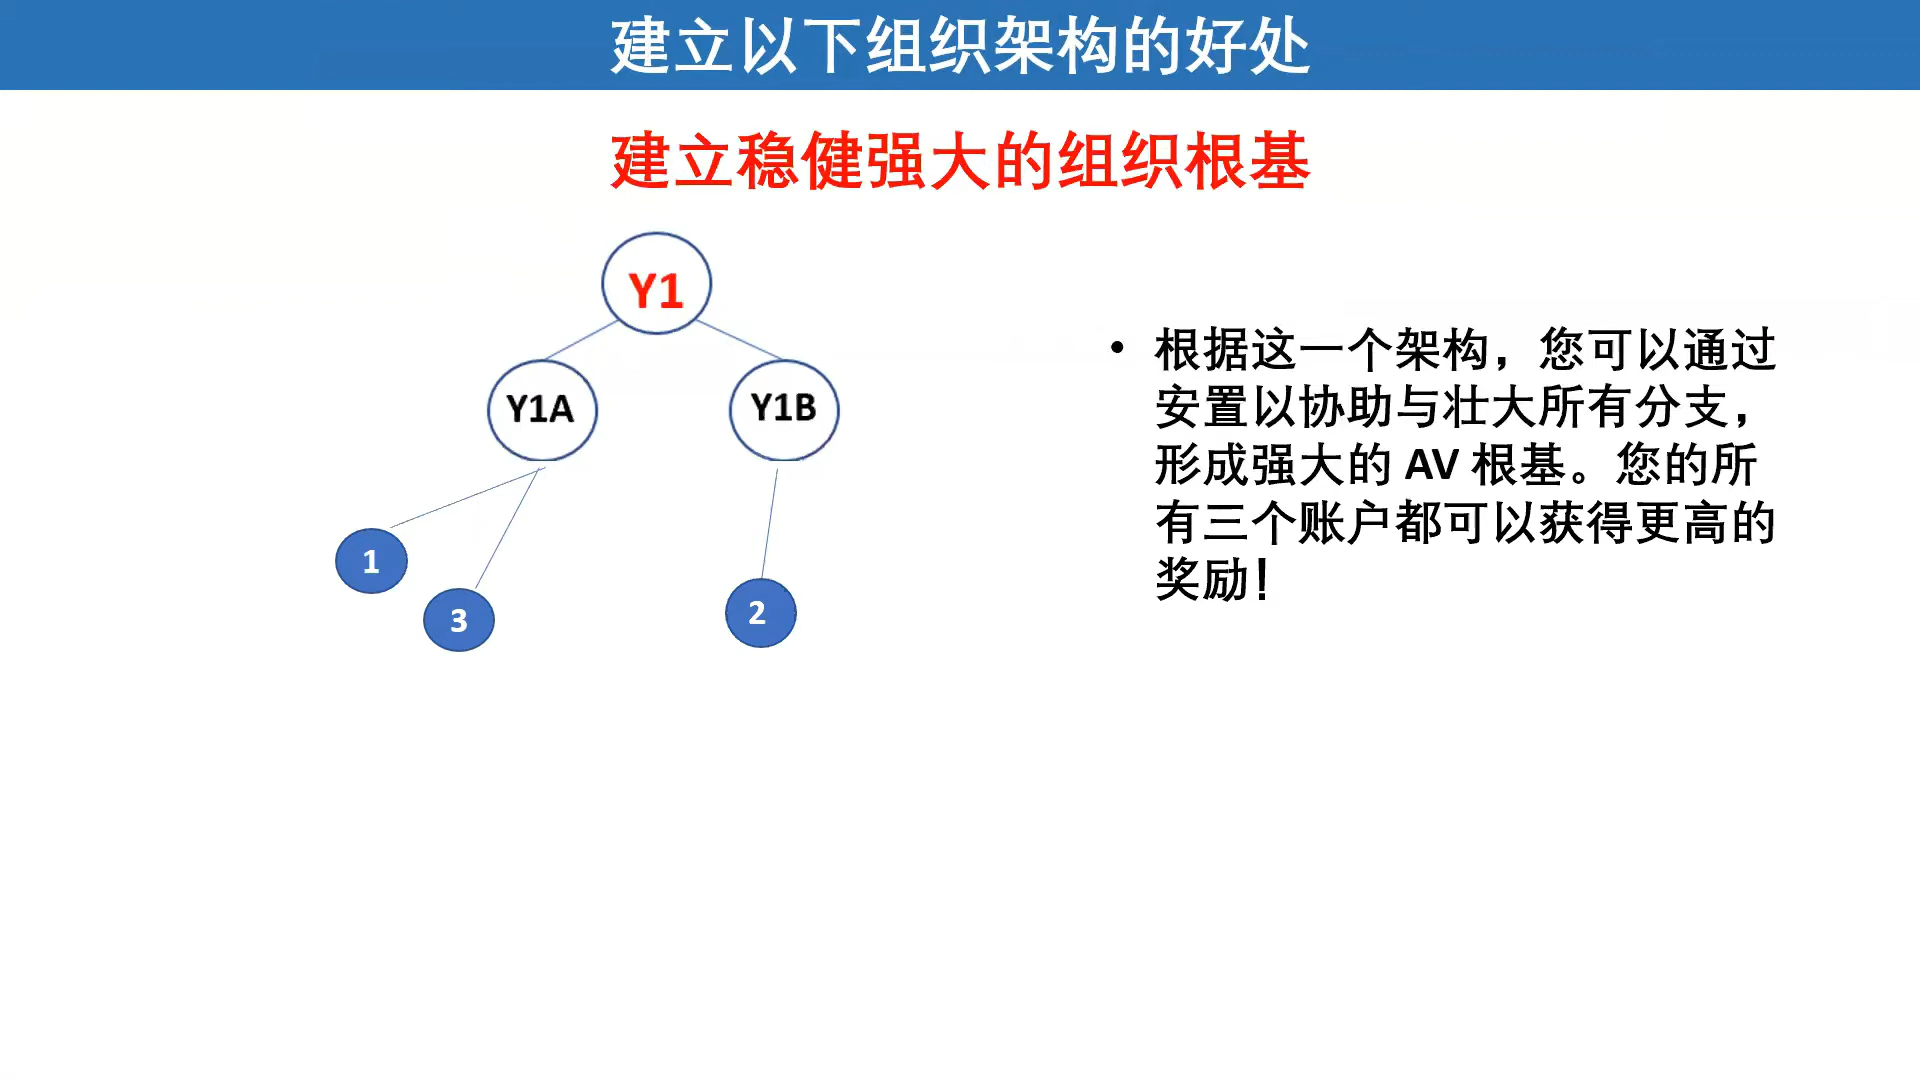 建立以下组织架构的好处
建立稳健强大的组织根基
Y1
Y1A
Y1B
1
3
2
• 根据这一个架构，您可以通过
安置以协助与壮大所有分支，
形成强大的 AV 根基。您的所
有三个账户都可以获得更高的
奖励！